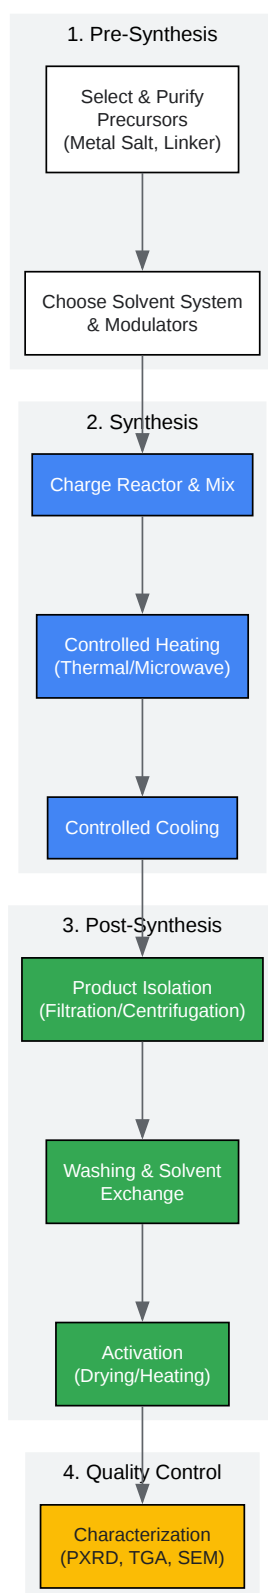 1. Pre-Synthesis
Select & Purify
Precursors
(Metal Salt, Linker)
Choose Solvent System
& Modulators
2. Synthesis
Charge Reactor & Mix
Controlled Heating
(Thermal/Microwave)
Controlled Cooling
3. Post-Synthesis
Product Isolation
(Filtration/Centrifugation)
Washing & Solvent
Exchange
Activation
(Drying/Heating)
4. Quality Control
Characterization
(PXRD, TGA, SEM)